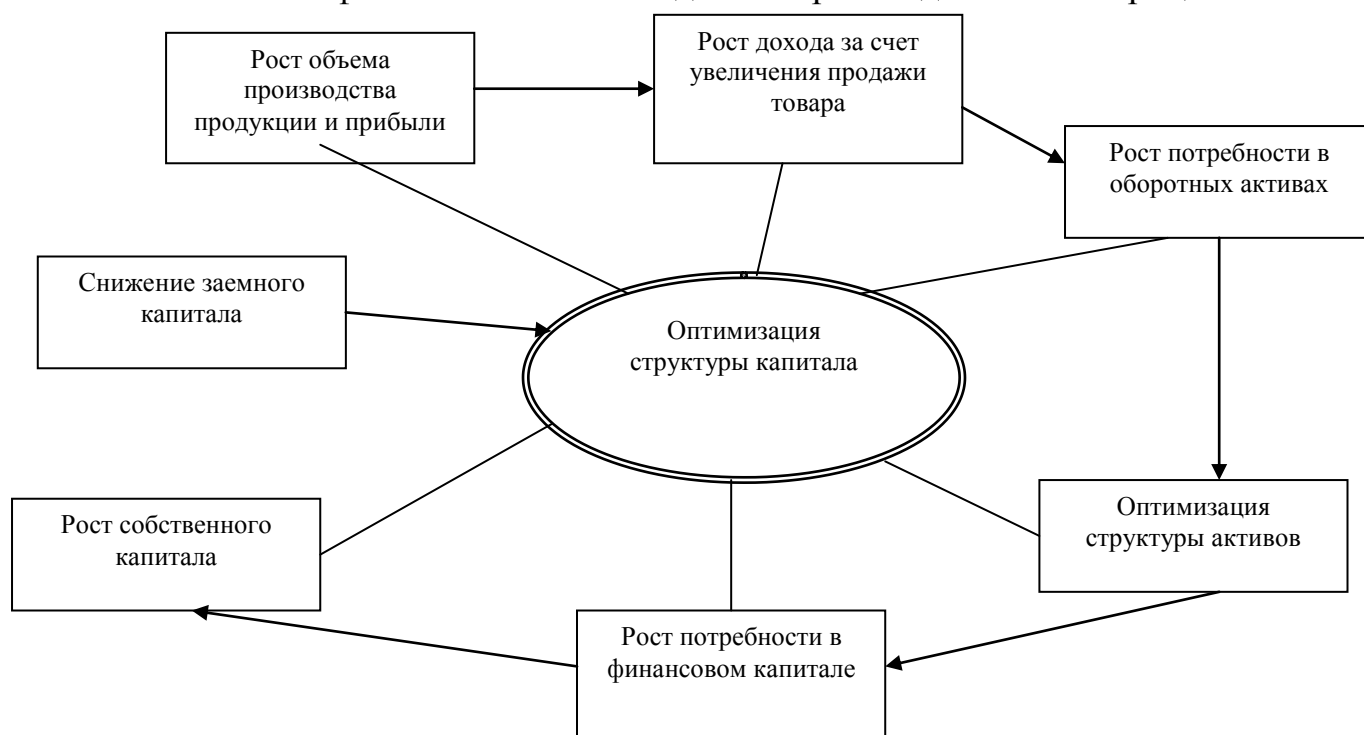 Рост объема
производства
продукции и прибыли
Рост дохода за счет
увеличения продажи
товара
Рост потребности в
оборотных активах
Снижение заемного
капитала
Оптимизация
структуры капитала
Рост собственного
капитала
Оптимизация
структуры активов
Рост потребности в
финансовом капитале